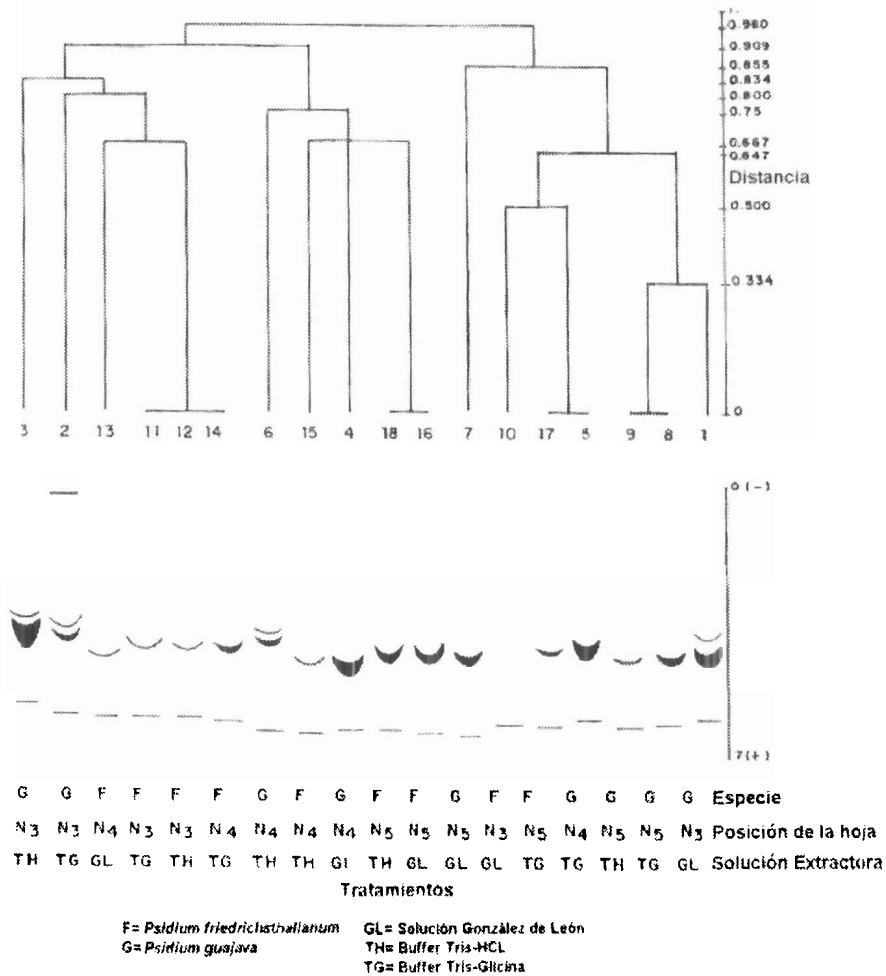 1.
0.960
0.909
0.855
0.834
0.800
0.75
0.667
0.647
Distancia
0.500
0.334
0
3 2 13 11 12 14 6 15 4 18 16 7 10 17 5 9 8 1
0 (-)
7(+)
G G F F F F G F G F F G F F G G G G Especie
N3 N3 N4 N3 N3 N4 N4 N4 N4 N5 N5 N5 N3 N5 N4 N5 N5 N3 Posición de la hoja
TH TG GL TG TH TG TH TH GL TH GL GL GL TG TG TH TG GL Solución Extractora
Tratamientos
F= Psidium friedrichsthalianum GL= Solución González de León
G= Psidium guajava TH= Buffer Tris-HCL
TG= Buffer Tris-Glicina